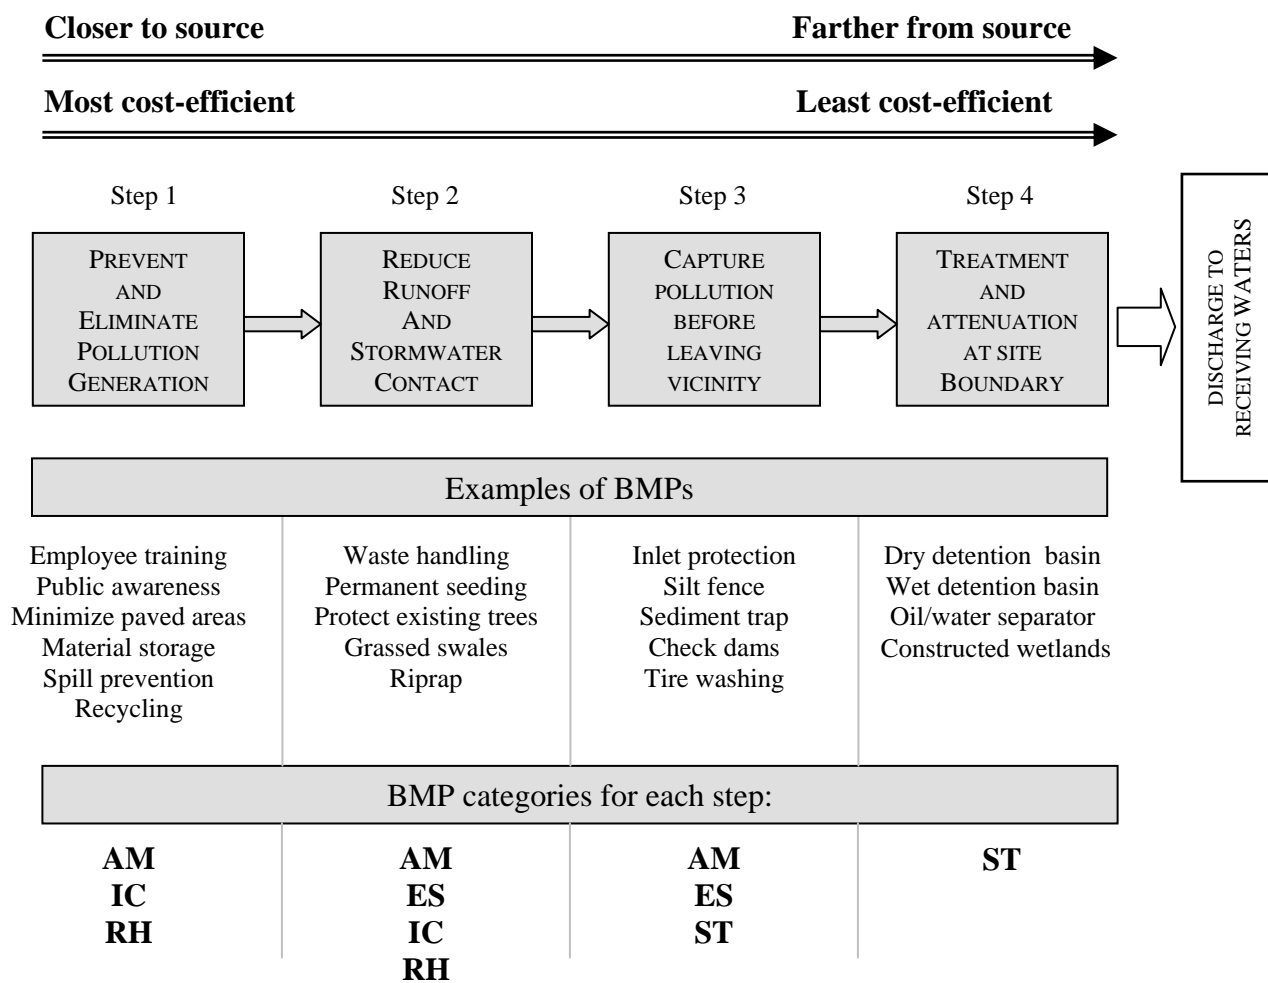 Closer to source
Farther from source
Most cost-efficient
Least cost-efficient
Step 1
Step 2
Step 3
Step 4
PREVENT
AND
ELIMINATE
POLLUTION
GENERATION
REDUCE
RUNOFF
AND
STORMWATER
CONTACT
CAPTURE
POLLUTION
BEFORE
LEAVING
VICINITY
TREATMENT
AND
ATTENUATION
AT SITE
BOUNDARY
DISCHARGE TO
RECEIVING WATERS
Examples of BMPs
Employee training
Public awareness
Minimize paved areas
Material storage
Spill prevention
Recycling
Waste handling
Permanent seeding
Protect existing trees
Grassed swales
Riprap
Inlet protection
Silt fence
Sediment trap
Check dams
Tire washing
Dry detention basin
Wet detention basin
Oil/water separator
Constructed wetlands
BMP categories for each step:
AM
IC
RH
AM
ES
IC
RH
AM
ES
ST
ST